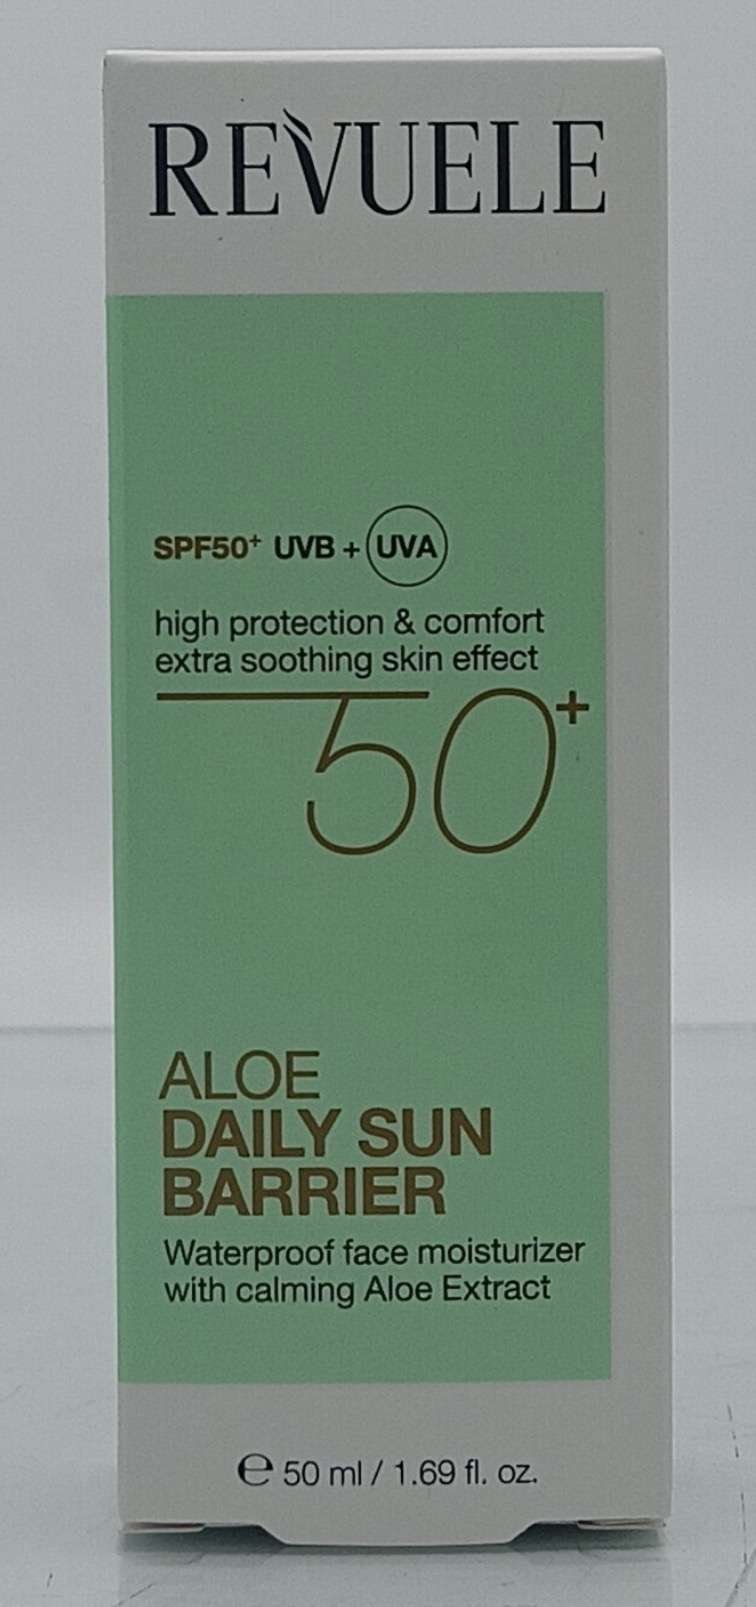 REVUELE
SPF50+ UVB + UVA
high protection & comfort
extra soothing skin effect
50+
ALOE
DAILY SUN
BARRIER
Waterproof face moisturizer
with calming Aloe Extract
℮ 50 ml / 1.69 fl. oz.